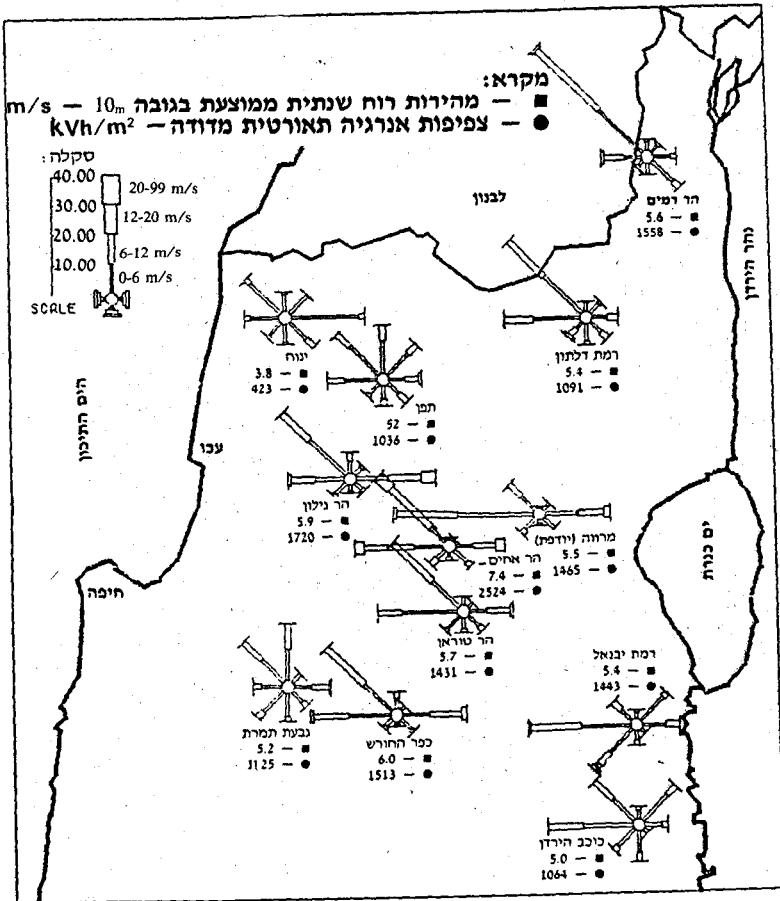 מקרא:
■ — מהירות רוח שנתית ממוצעת בגובה 10m — m/s
● — צפיפות אנרגיה תאורטית מדודה — kVh/m²
סקלה:
40.00
30.00
20.00
10.00
20-99 m/s
12-20 m/s
6-12 m/s
0-6 m/s
SCALE
לבנון
נהר הירדן
הים התיכון
עכו
חיפה
ים כנרת
הר רמים
5.6 — ■
1558 — ●
רמת דלתון
5.4 — ■
1091 — ●
ינוח
3.8 — ■
423 — ●
תפן
52 — ■
1036 — ●
הר גילון
5.9 — ■
1720 — ●
מרווה (יודפת)
5.5 — ■
1465 — ●
הר אחים
7.4 — ■
2524 — ●
הר טוראן
5.7 — ■
1431 — ●
רמת יבנאל
5.4 — ■
1443 — ●
גבעת תמרת
5.2 — ■
1125 — ●
כפר החורש
6.0 — ■
1513 — ●
כוכב הירדן
5.0 — ■
1064 — ●